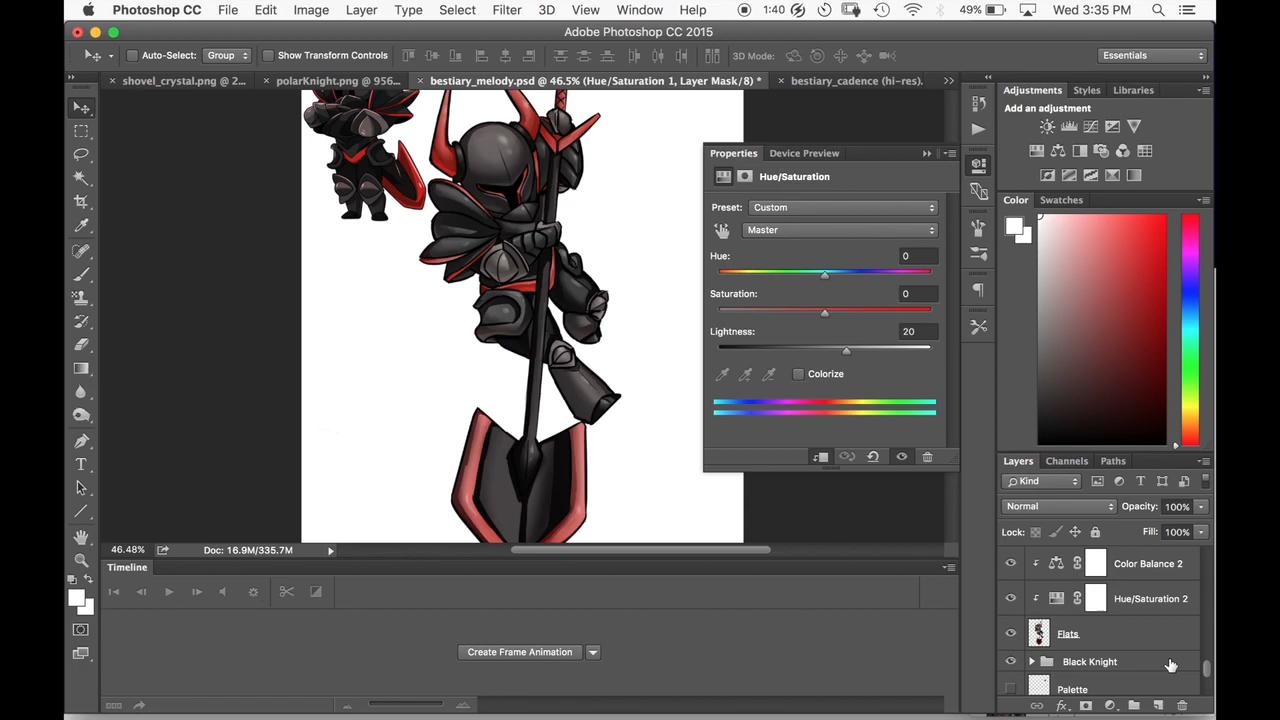 Photoshop CC File Edit Image Layer Type Select Filter 3D View Window Help 1:40 49% Wed 3:35 PM
Adobe Photoshop CC 2015
Auto-Select: Group Show Transform Controls 3D Mode: Essentials
× shovel_crystal.png @ 2... × polarKnight.png @ 956... × bestiary_melody.psd @ 46.5% (Hue/Saturation 1, Layer Mask/8) * × bestiary_cadence (hi-res). >>
Adjustments Styles Libraries
Add an adjustment
Properties Device Preview
Hue/Saturation
Preset: Custom
Master
Hue: 0
Saturation: 0
Lightness: 20
Colorize
Color Swatches
Layers Channels Paths
Kind
Normal Opacity: 100%
Lock: Fill: 100%
Color Balance 2
Hue/Saturation 2
Flats
Black Knight
Palette
46.48% Doc: 16.9M/335.7M
Timeline
Create Frame Animation